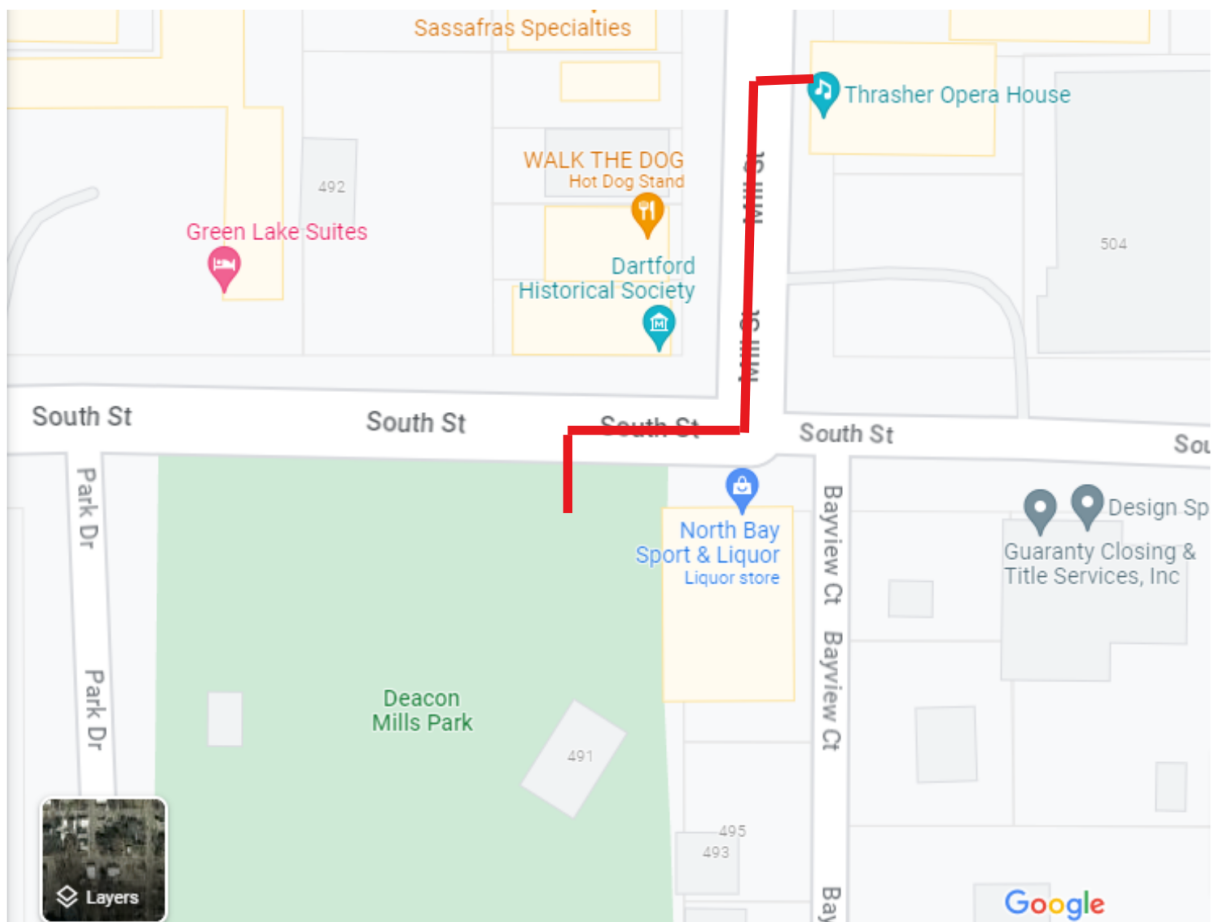 Sassafras Specialties
Thrasher Opera House
WALK THE DOG
Hot Dog Stand
Mill St
492
Green Lake Suites
504
Dartford
Historical Society
Mill St
South St
South St
South St
South St
Sou
Park Dr
Bayview Ct
North Bay
Sport & Liquor
Liquor store
Design Sp
Guaranty Closing &
Title Services, Inc
Park Dr
Bayview Ct
Deacon
Mills Park
491
495
493
Layers
Bay
Google